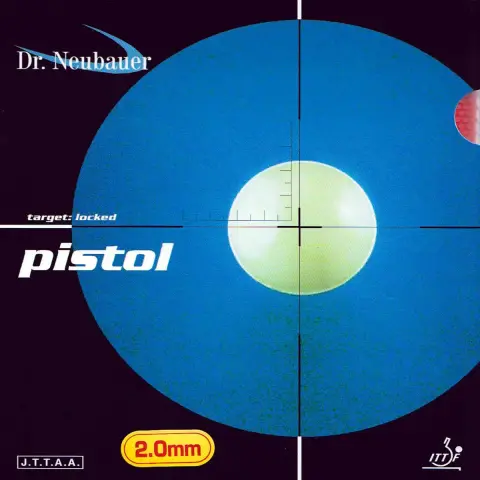 Dr. Neubauer
target: locked
pistol
2.0mm
J.T.T.A.A.
ITTF